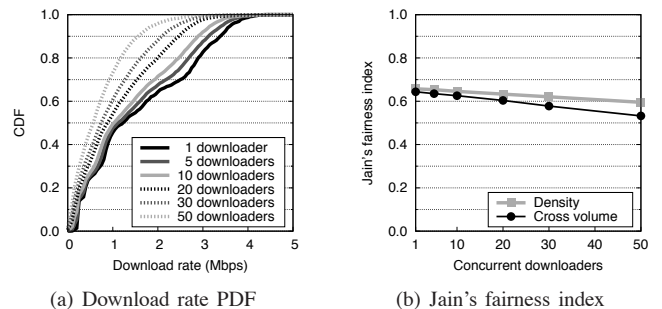 1.0
0.8
0.6
0.4
0.2
0.0
CDF
1 downloader
5 downloaders
10 downloaders
20 downloaders
30 downloaders
50 downloaders
0 1 2 3 4 5
Download rate (Mbps)
(a) Download rate PDF
1.0
0.8
0.6
0.4
0.2
0.0
Jain's fairness index
Density
Cross volume
1 10 20 30 40 50
Concurrent downloaders
(b) Jain's fairness index